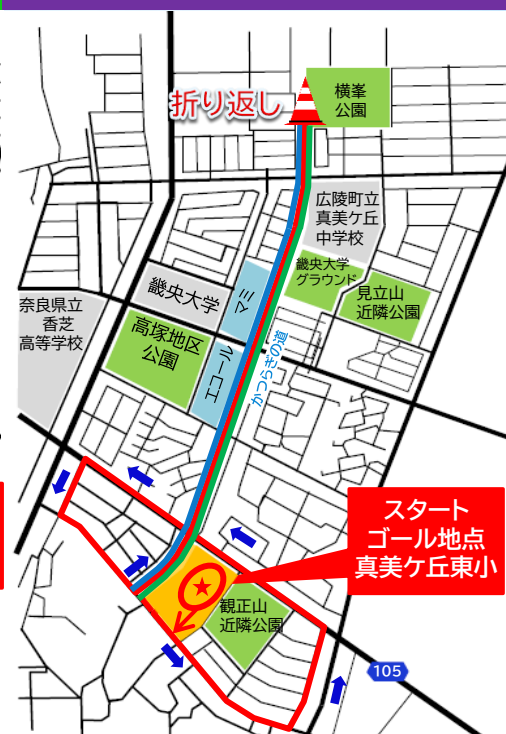 折り返し
横峯
公園
広陵町立
真美ケ丘
中学校
畿央大学
グラウンド
見立山
近隣公園
畿央大学
マミ
エコール
高塚地区
公園
奈良県立
香芝
高等学校
かつらぎの道
スタート
ゴール地点
真美ケ丘東小
観正山
近隣公園
105